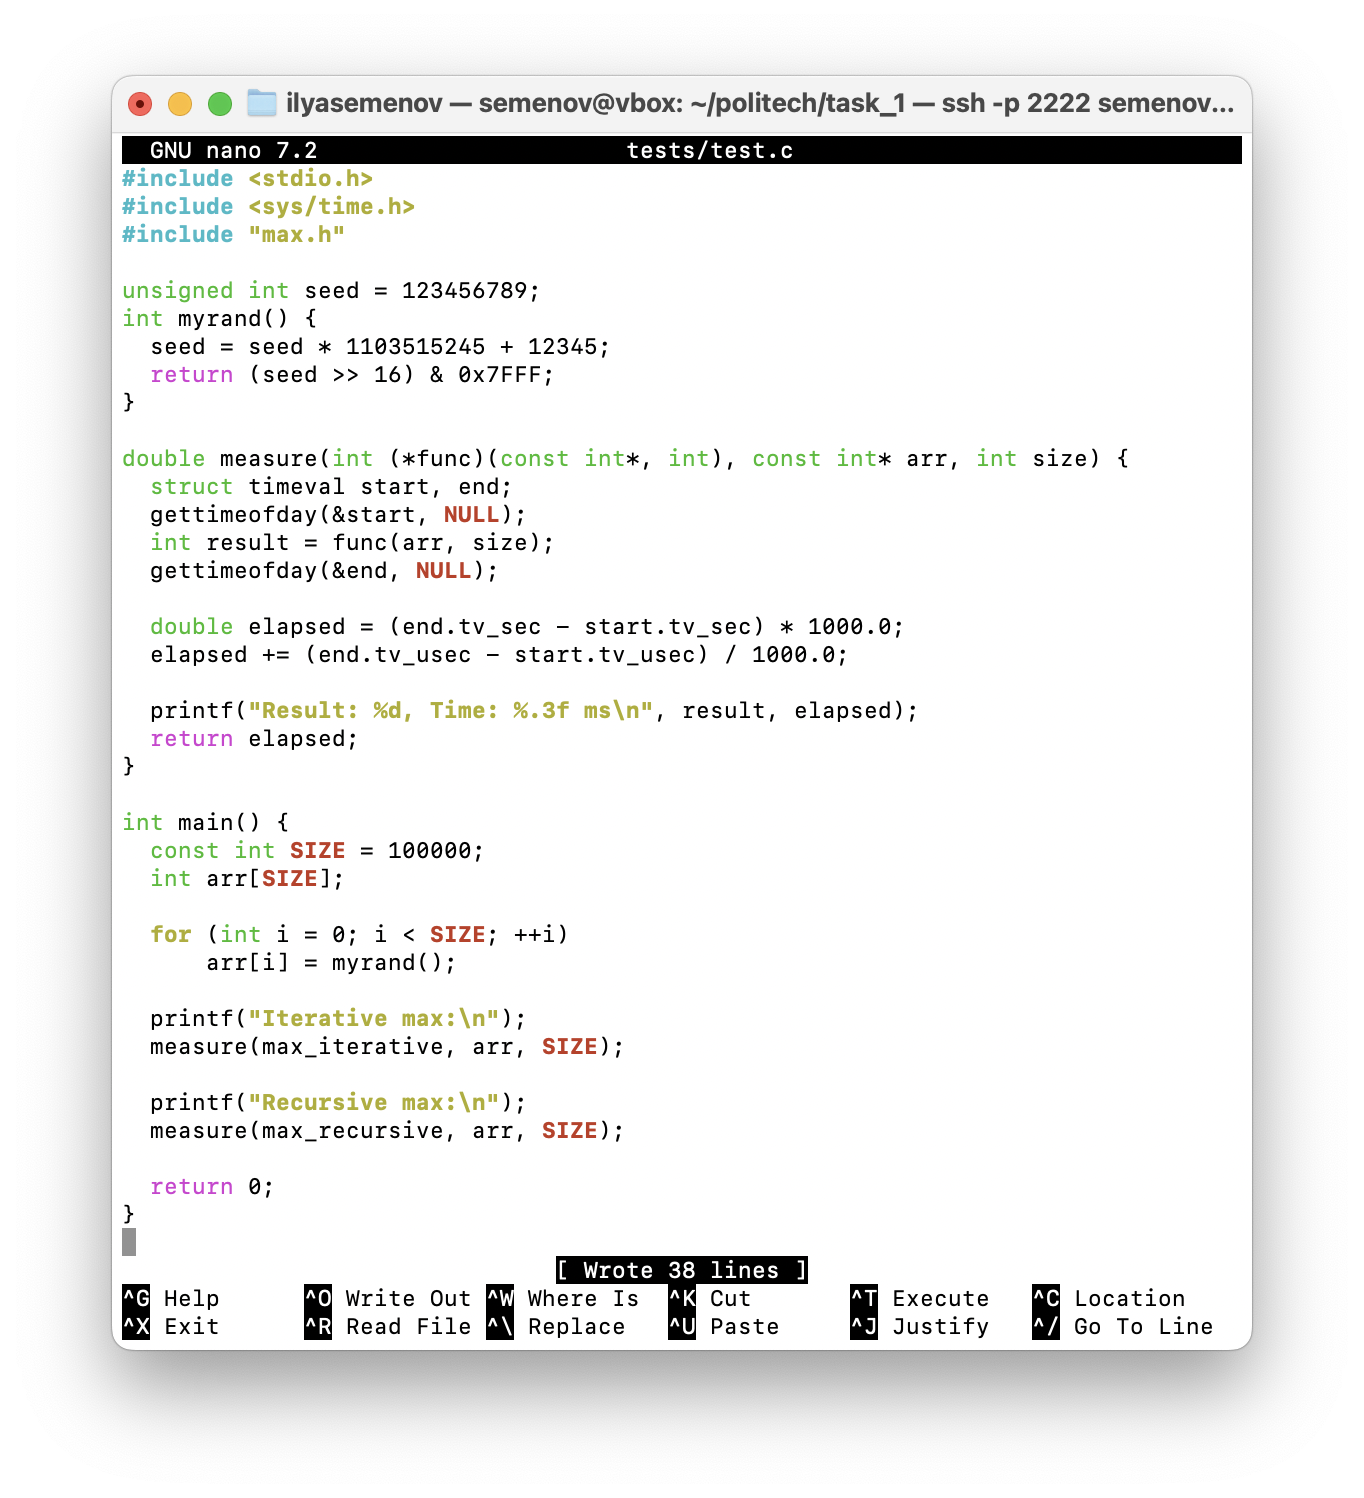 ilyasemenov — semenov@vbox: ~/politech/task_1 — ssh -p 2222 semenov...
GNU nano 7.2 tests/test.c
#include <stdio.h>
#include <sys/time.h>
#include "max.h"

unsigned int seed = 123456789;
int myrand() {
  seed = seed * 1103515245 + 12345;
  return (seed >> 16) & 0x7FFF;
}

double measure(int (*func)(const int*, int), const int* arr, int size) {
  struct timeval start, end;
  gettimeofday(&start, NULL);
  int result = func(arr, size);
  gettimeofday(&end, NULL);

  double elapsed = (end.tv_sec - start.tv_sec) * 1000.0;
  elapsed += (end.tv_usec - start.tv_usec) / 1000.0;

  printf("Result: %d, Time: %.3f ms\n", result, elapsed);
  return elapsed;
}

int main() {
  const int SIZE = 100000;
  int arr[SIZE];

  for (int i = 0; i < SIZE; ++i)
      arr[i] = myrand();

  printf("Iterative max:\n");
  measure(max_iterative, arr, SIZE);

  printf("Recursive max:\n");
  measure(max_recursive, arr, SIZE);

  return 0;
}
[ Wrote 38 lines ]
^G Help ^O Write Out ^W Where Is ^K Cut ^T Execute ^C Location
^X Exit ^R Read File ^\ Replace ^U Paste ^J Justify ^/ Go To Line